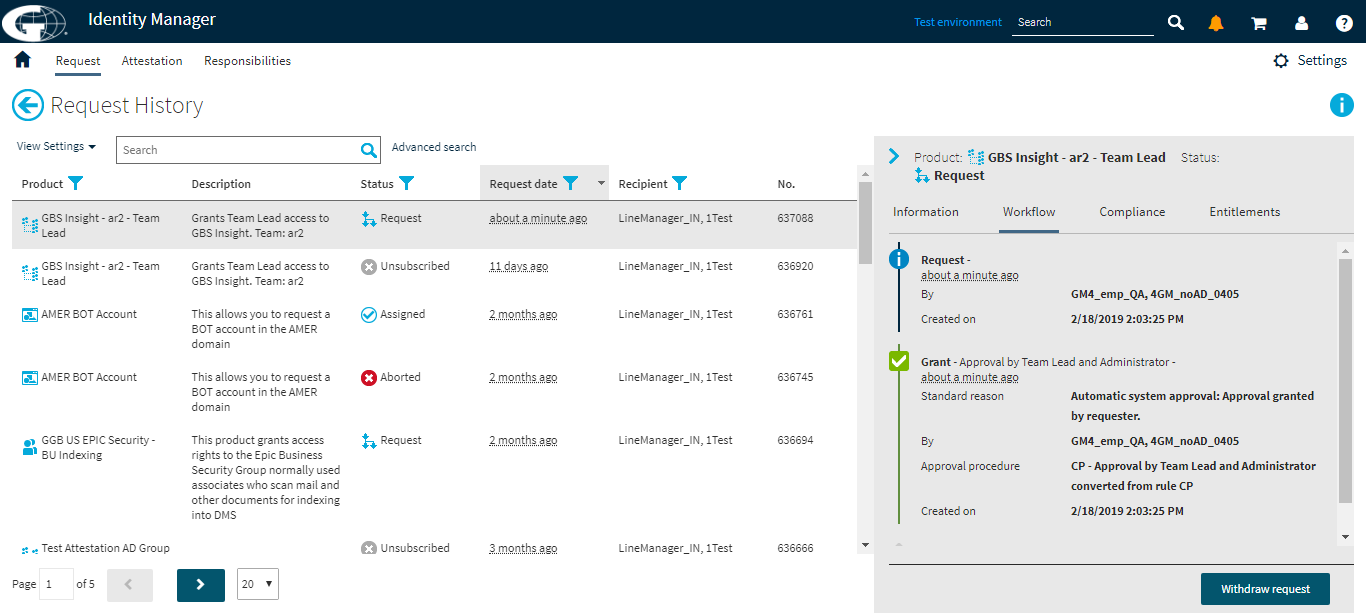 Identity Manager
Test environment
Search
Request
Attestation
Responsibilities
Settings
Request History
View Settings
Search
Advanced search
Product
Description
Status
Request date
Recipient
No.
GBS Insight - ar2 - Team
Lead
Grants Team Lead access to
GBS Insight. Team: ar2
Request
about a minute ago
LineManager_IN, 1Test
637088
GBS Insight - ar2 - Team
Lead
Grants Team Lead access to
GBS Insight. Team: ar2
Unsubscribed
11 days ago
LineManager_IN, 1Test
636920
AMER BOT Account
This allows you to request a
BOT account in the AMER
domain
Assigned
2 months ago
LineManager_IN, 1Test
636761
AMER BOT Account
This allows you to request a
BOT account in the AMER
domain
Aborted
2 months ago
LineManager_IN, 1Test
636745
GGB US EPIC Security -
BU Indexing
This product grants access
rights to the Epic Business
Security Group normally used
associates who scan mail and
other documents for indexing
into DMS
Request
2 months ago
LineManager_IN, 1Test
636694
Test Attestation AD Group
Unsubscribed
3 months ago
LineManager_IN, 1Test
636666
Page 1 of 5
20
Product: GBS Insight - ar2 - Team Lead Status:
Request
Information
Workflow
Compliance
Entitlements
Request -
about a minute ago
By GM4_emp_QA, 4GM_noAD_0405
Created on 2/18/2019 2:03:25 PM
Grant - Approval by Team Lead and Administrator -
about a minute ago
Standard reason Automatic system approval: Approval granted
by requester.
By GM4_emp_QA, 4GM_noAD_0405
Approval procedure CP - Approval by Team Lead and Administrator
converted from rule CP
Created on 2/18/2019 2:03:25 PM
Withdraw request